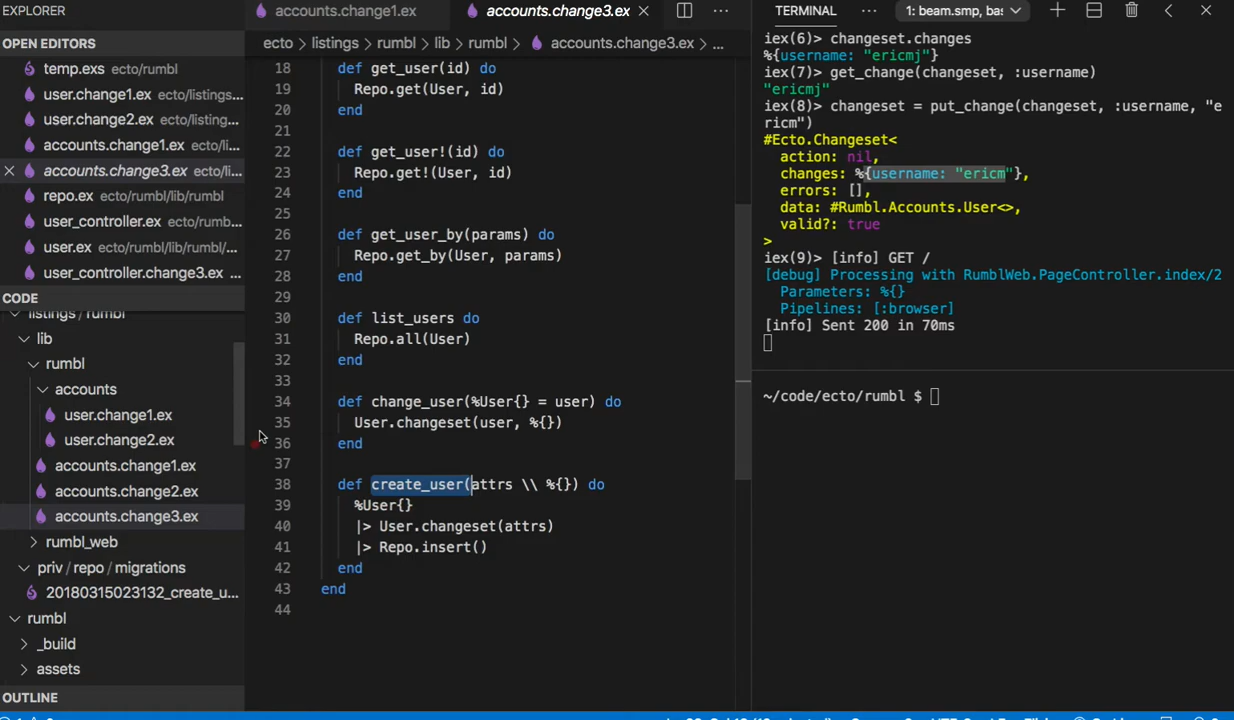 EXPLORER
OPEN EDITORS
temp.exs ecto/rumbl
user.change1.ex ecto/listings...
user.change2.ex ecto/listing...
accounts.change1.ex ecto/li...
accounts.change3.ex ecto/li...
repo.ex ecto/rumbl/lib/rumbl
user_controller.ex ecto/rumb...
user.ex ecto/rumbl/lib/rumbl/...
user_controller.change3.ex ...
CODE
listings / rumbl
lib
rumbl
accounts
user.change1.ex
user.change2.ex
accounts.change1.ex
accounts.change2.ex
accounts.change3.ex
rumbl_web
priv / repo / migrations
20180315023132_create_u...
rumbl
_build
assets
OUTLINE
accounts.change1.ex
accounts.change3.ex
ecto > listings > rumbl > lib > rumbl > accounts.change3.ex > ...
18 def get_user(id) do
19 Repo.get(User, id)
20 end
21
22 def get_user!(id) do
23 Repo.get!(User, id)
24 end
25
26 def get_user_by(params) do
27 Repo.get_by(User, params)
28 end
29
30 def list_users do
31 Repo.all(User)
32 end
33
34 def change_user(%User{} = user) do
35 User.changeset(user, %{})
36 end
37
38 def create_user(attrs \\ %{}) do
39 %User{}
40 |> User.changeset(attrs)
41 |> Repo.insert()
42 end
43 end
44
TERMINAL ... 1: beam.smp, bas
iex(6)> changeset.changes
%{username: "ericmj"}
iex(7)> get_change(changeset, :username)
"ericmj"
iex(8)> changeset = put_change(changeset, :username, "e
ricm")
#Ecto.Changeset<
action: nil,
changes: %{username: "ericm"},
errors: [],
data: #Rumbl.Accounts.User<>,
valid?: true
>
iex(9)> [info] GET /
[debug] Processing with RumblWeb.PageController.index/2
Parameters: %{}
Pipelines: [:browser]
[info] Sent 200 in 70ms
~/code/ecto/rumbl $